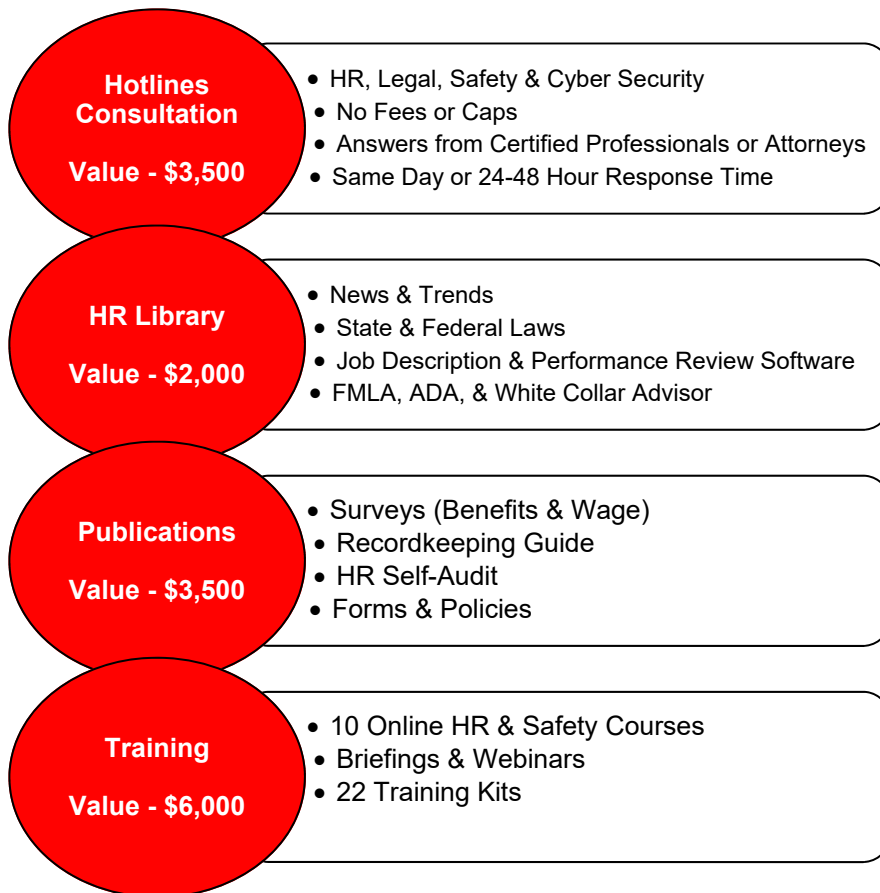 Hotlines
Consultation
Value - $3,500
• HR, Legal, Safety & Cyber Security
• No Fees or Caps
• Answers from Certified Professionals or Attorneys
• Same Day or 24-48 Hour Response Time
HR Library
Value - $2,000
• News & Trends
• State & Federal Laws
• Job Description & Performance Review Software
• FMLA, ADA, & White Collar Advisor
Publications
Value - $3,500
• Surveys (Benefits & Wage)
• Recordkeeping Guide
• HR Self-Audit
• Forms & Policies
Training
Value - $6,000
• 10 Online HR & Safety Courses
• Briefings & Webinars
• 22 Training Kits